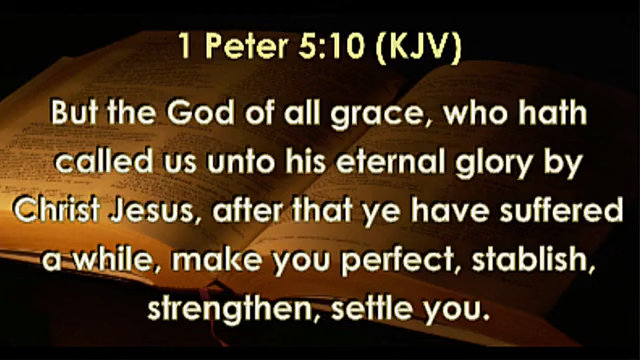 1 Peter 5:10 (KJV)
But the God of all grace, who hath
called us unto his eternal glory by
Christ Jesus, after that ye have suffered
a while, make you perfect, stablish,
strengthen, settle you.